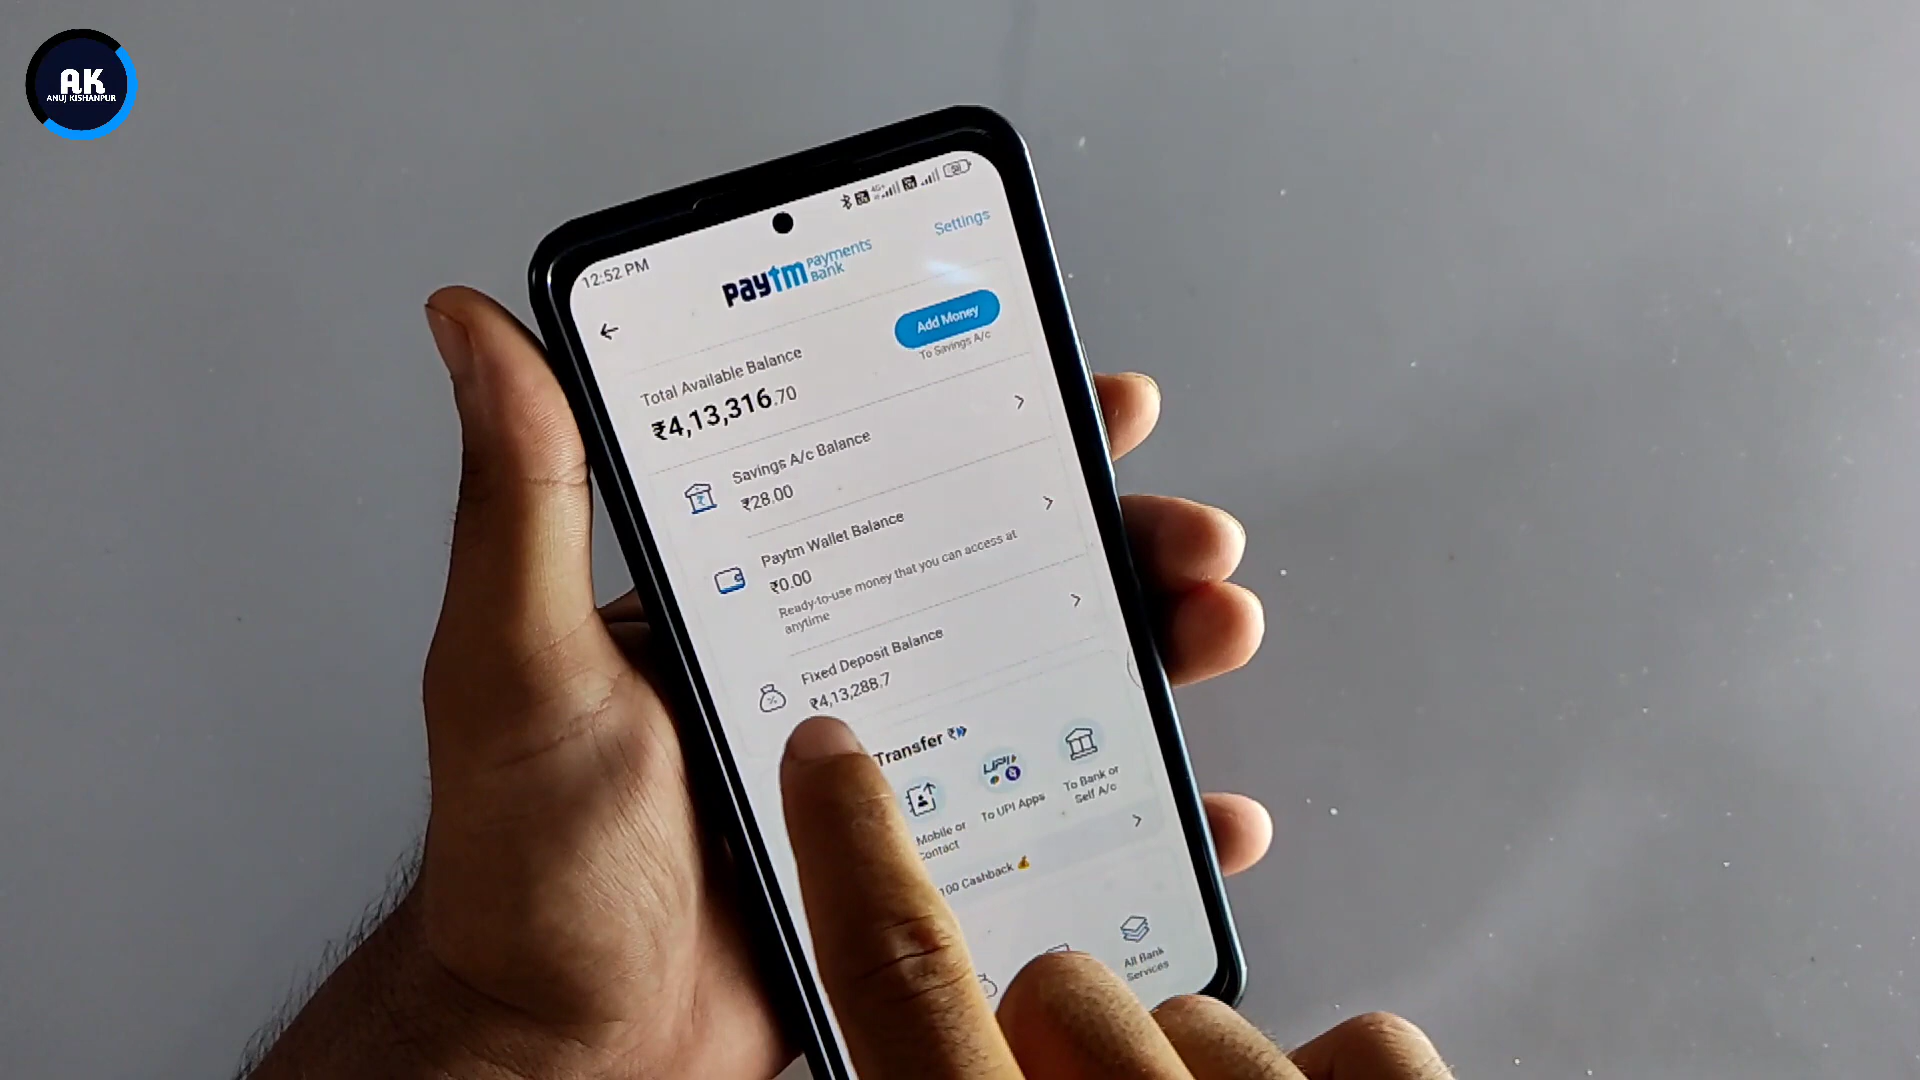 AK
ANUJ KISHANPUR
12:52 PM
Settings
paytm Payments Bank
Add Money
To Savings A/c
Total Available Balance
₹4,13,316.70
Savings A/c Balance
₹28.00
Paytm Wallet Balance
₹0.00
Ready-to-use money that you can access at
anytime
Fixed Deposit Balance
₹4,13,288.7
Transfer
Mobile or
Contact
UPI
To UPI Apps
To Bank or
Self A/c
100 Cashback 💰
All Bank
Services